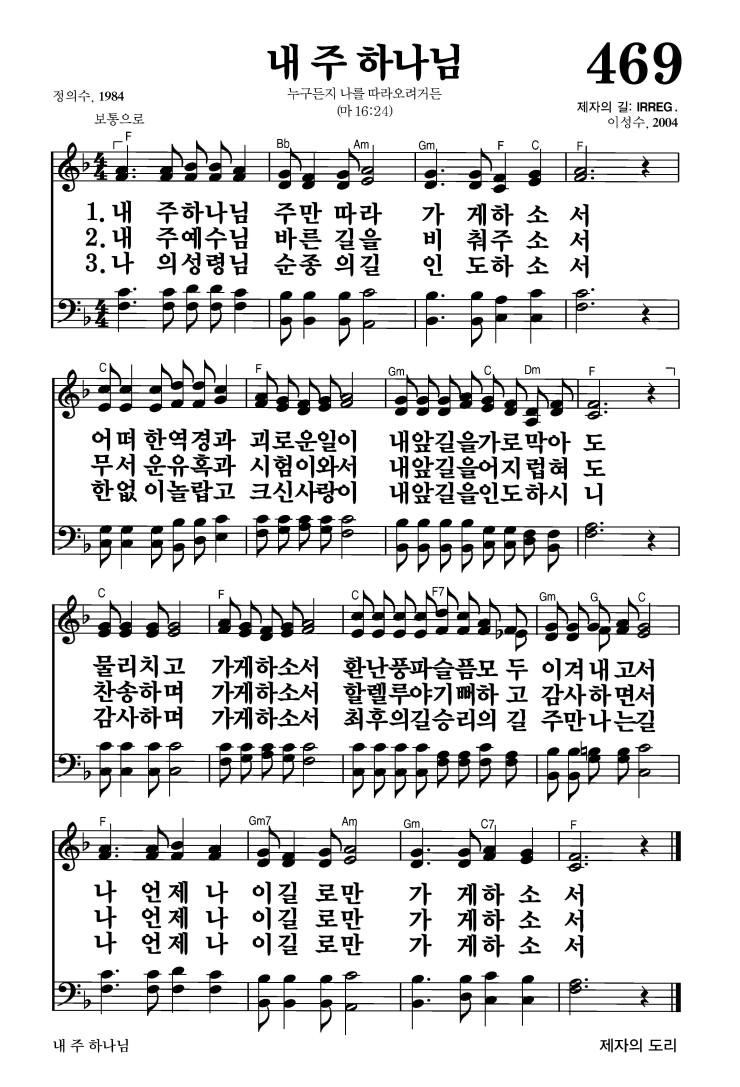 내 주 하나님
469
정의수, 1984
누구든지 나를 따라오려거든
(마 16:24)
제자의 길: IRREG.
이성수, 2004
보통으로
F Bb Am Gm F C F
1. 내 주하나님 주만 따라 가 게하 소 서
2. 내 주예수님 바른 길을 비 춰주 소 서
3. 나 의성령님 순종 의길 인 도하 소 서
C F Gm C Dm F
어떠한역경과 괴로운일이 내앞길을가로막아 도
무서운유혹과 시험이와서 내앞길을어지럽혀 도
한없이놀랍고 크신사랑이 내앞길을인도하시 니
C F C F7 Gm G C
물리치고 가게하소서 환난풍파슬픔모 두 이겨내고서
찬송하며 가게하소서 할렐루야기뻐하 고 감사하면서
감사하며 가게하소서 최후의길승리의 길 주만나는길
F Gm7 Am Gm C7 F
나 언제 나 이길 로만 가 게하 소 서
나 언제 나 이길 로만 가 게하 소 서
나 언제 나 이길 로만 가 게하 소 서
내 주 하나님
제자의 도리